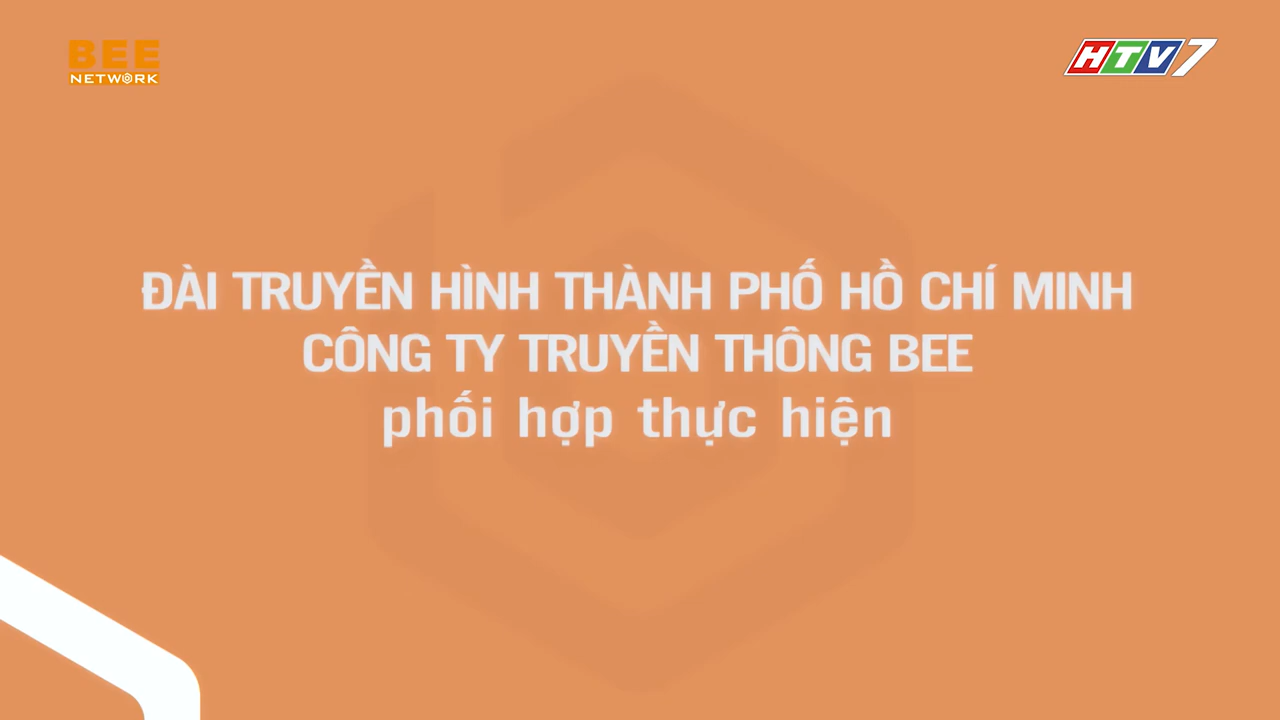 BEE
NETWORK
HTV7
ĐÀI TRUYỀN HÌNH THÀNH PHỐ HỒ CHÍ MINH
CÔNG TY TRUYỀN THÔNG BEE
phối hợp thực hiện